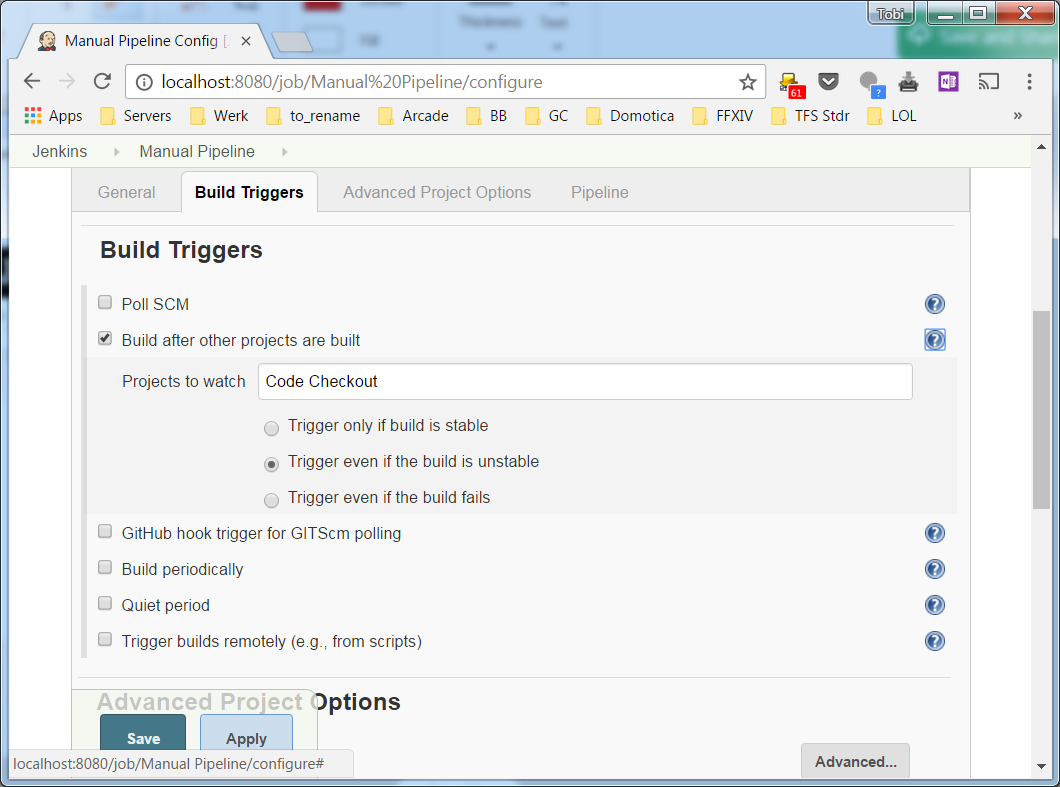 Tobi
Manual Pipeline Config [
localhost:8080/job/Manual%20Pipeline/configure
61
?
Apps Servers Werk to_rename Arcade BB GC Domotica FFXIV TFS Stdr LOL »
Jenkins Manual Pipeline
General Build Triggers Advanced Project Options Pipeline
Build Triggers
Poll SCM ?
Build after other projects are built ?
Projects to watch Code Checkout
Trigger only if build is stable
Trigger even if the build is unstable
Trigger even if the build fails
GitHub hook trigger for GITScm polling ?
Build periodically ?
Quiet period ?
Trigger builds remotely (e.g., from scripts) ?
Advanced Project Options
Save Apply
Advanced...
localhost:8080/job/Manual Pipeline/configure#